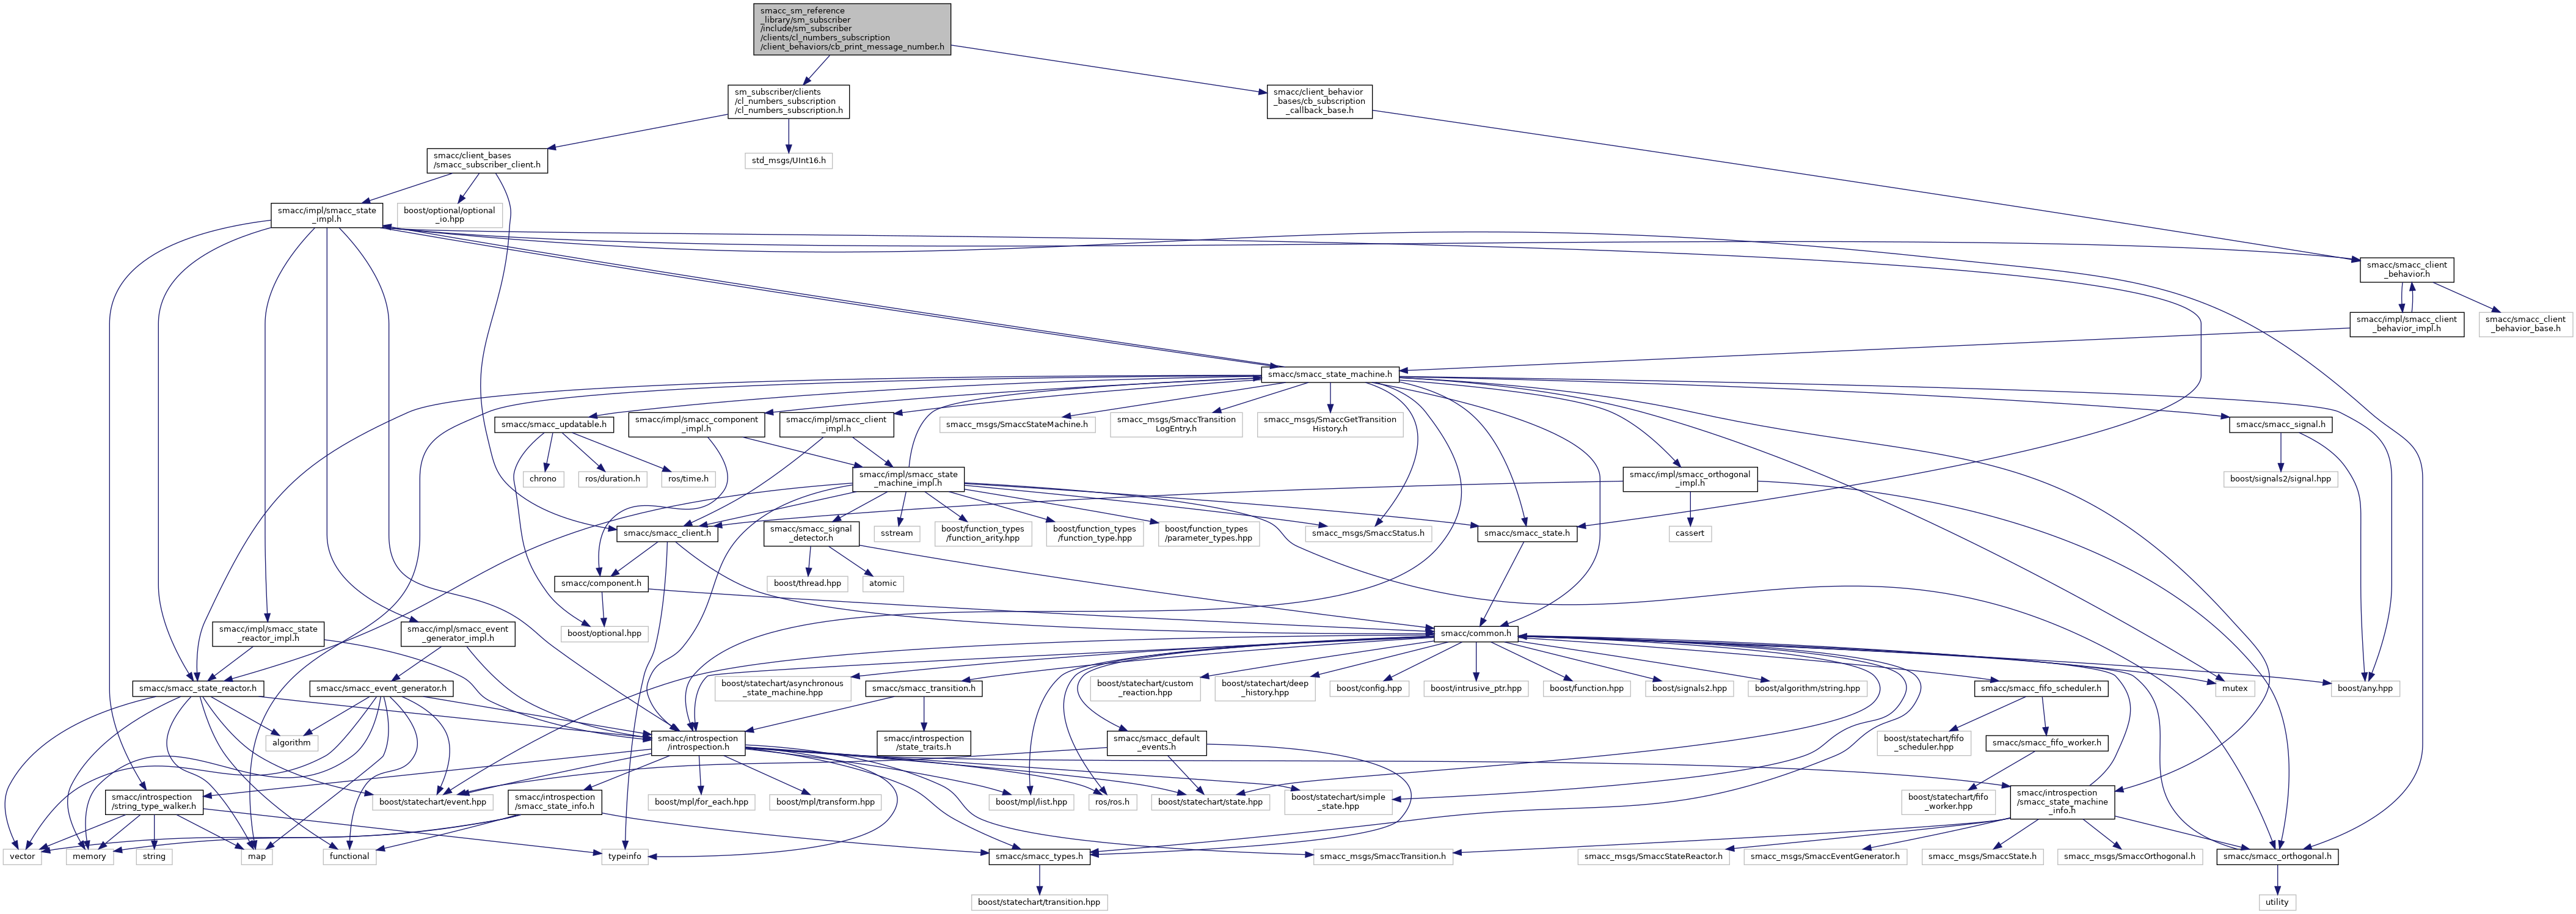 smacc_sm_reference
_library/sm_subscriber
/include/sm_subscriber
/clients/cl_numbers_subscription
/client_behaviors/cb_print_message_number.h
sm_subscriber/clients
/cl_numbers_subscription
/cl_numbers_subscription.h
smacc/client_behavior
_bases/cb_subscription
_callback_base.h
smacc/client_bases
/smacc_subscriber_client.h
std_msgs/UInt16.h
smacc/impl/smacc_state
_impl.h
boost/optional/optional
_io.hpp
smacc/smacc_client
_behavior.h
smacc/impl/smacc_client
_behavior_impl.h
smacc/smacc_client
_behavior_base.h
smacc/smacc_state_machine.h
smacc/smacc_updatable.h
smacc/impl/smacc_component
_impl.h
smacc/impl/smacc_client
_impl.h
smacc_msgs/SmaccStateMachine.h
smacc_msgs/SmaccTransition
LogEntry.h
smacc_msgs/SmaccGetTransition
History.h
smacc/smacc_signal.h
chrono
ros/duration.h
ros/time.h
smacc/impl/smacc_state
_machine_impl.h
smacc/impl/smacc_orthogonal
_impl.h
boost/signals2/signal.hpp
smacc/smacc_client.h
smacc/smacc_signal
_detector.h
sstream
boost/function_types
/function_arity.hpp
boost/function_types
/function_type.hpp
boost/function_types
/parameter_types.hpp
smacc_msgs/SmaccStatus.h
smacc/smacc_state.h
cassert
smacc/component.h
boost/thread.hpp
atomic
smacc/impl/smacc_state
_reactor_impl.h
smacc/impl/smacc_event
_generator_impl.h
boost/optional.hpp
smacc/common.h
smacc/smacc_state_reactor.h
smacc/smacc_event_generator.h
boost/statechart/asynchronous
_state_machine.hpp
smacc/smacc_transition.h
boost/statechart/custom
_reaction.hpp
boost/statechart/deep
_history.hpp
boost/config.hpp
boost/intrusive_ptr.hpp
boost/function.hpp
boost/signals2.hpp
boost/algorithm/string.hpp
smacc/smacc_fifo_scheduler.h
mutex
boost/any.hpp
algorithm
smacc/introspection
/introspection.h
smacc/introspection
/state_traits.h
smacc/smacc_default
_events.h
boost/statechart/fifo
_scheduler.hpp
smacc/smacc_fifo_worker.h
smacc/introspection
/string_type_walker.h
boost/statechart/event.hpp
smacc/introspection
/smacc_state_info.h
boost/mpl/for_each.hpp
boost/mpl/transform.hpp
boost/mpl/list.hpp
ros/ros.h
boost/statechart/state.hpp
boost/statechart/simple
_state.hpp
boost/statechart/fifo
_worker.hpp
smacc/introspection
/smacc_state_machine
_info.h
vector
memory
string
map
functional
typeinfo
smacc/smacc_types.h
smacc_msgs/SmaccTransition.h
smacc_msgs/SmaccStateReactor.h
smacc_msgs/SmaccEventGenerator.h
smacc_msgs/SmaccState.h
smacc_msgs/SmaccOrthogonal.h
smacc/smacc_orthogonal.h
boost/statechart/transition.hpp
utility